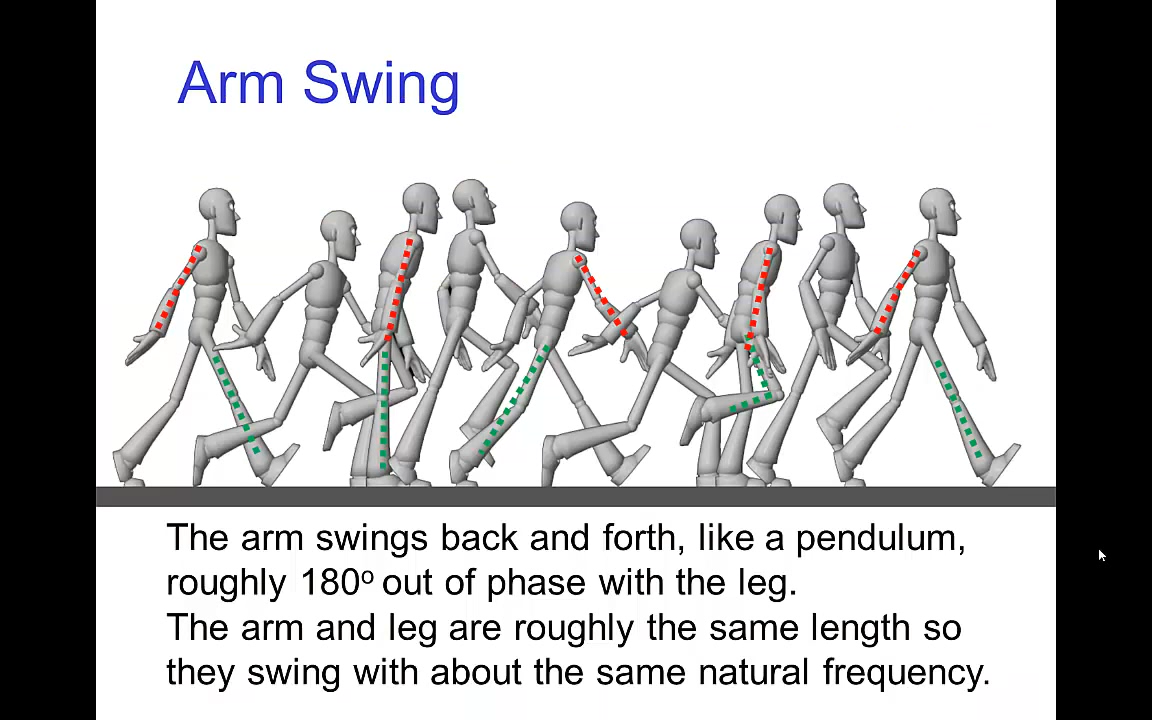 Arm Swing
The arm swings back and forth, like a pendulum,
roughly 180º out of phase with the leg.
The arm and leg are roughly the same length so
they swing with about the same natural frequency.